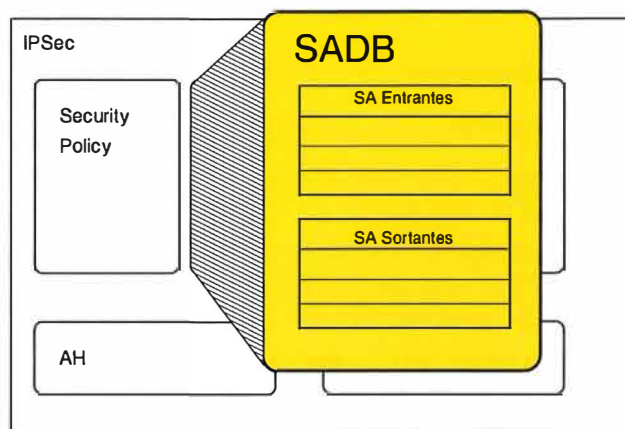 IPSec
SADB
SA Entrantes
Security
Policy
SA Sortantes
AH